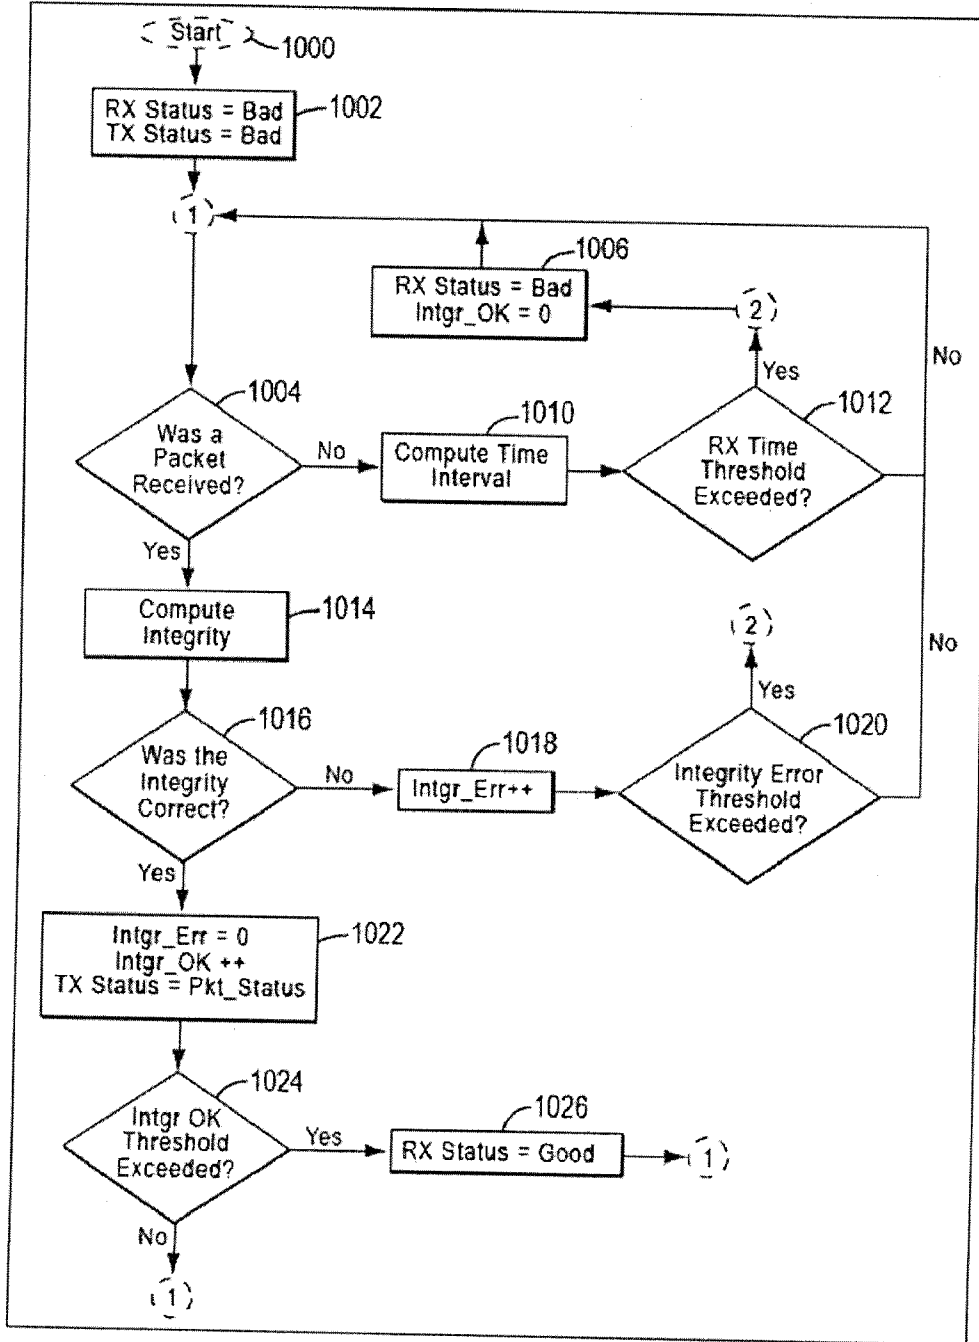 Start
1000
RX Status = Bad
TX Status = Bad
1002
1
1006
RX Status = Bad
Intgr_OK = 0
2
No
Yes
1004
Was a
Packet
Received?
No
1010
Compute Time
Interval
1012
RX Time
Threshold
Exceeded?
Yes
Compute
Integrity
1014
2
No
Yes
1016
Was the
Integrity
Correct?
No
1018
Intgr_Err++
1020
Integrity Error
Threshold
Exceeded?
Yes
Intgr_Err = 0
Intgr_OK ++
TX Status = Pkt_Status
1022
1024
Intgr OK
Threshold
Exceeded?
Yes
1026
RX Status = Good
1
No
1